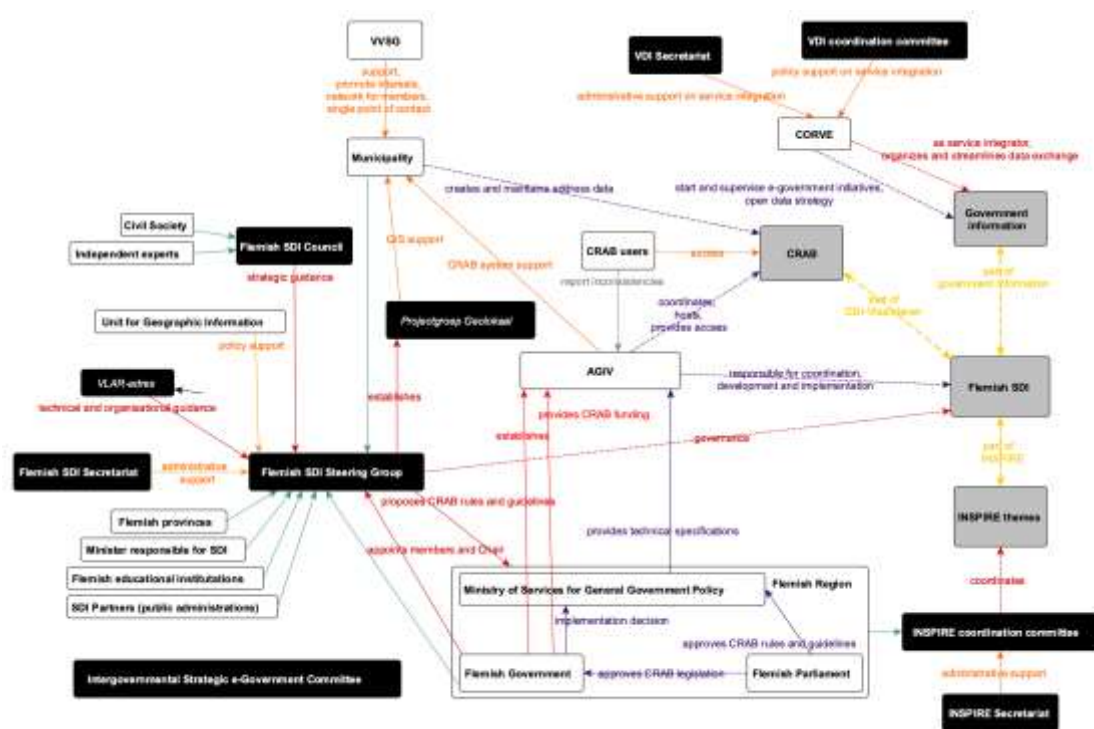 VVSG
VDI Secretariat
VDI coordination committee
support,
promote interests,
network for members,
single point of contact
policy support on service integration
administrative support on service integration
CORVE
Municipality
as service integrator,
organizes and streamlines data exchange
creates and maintains address data
start and supervise e-government initiatives,
open data strategy
Government
information
Civil Society
Independent experts
Flemish SDI Council
GIS support
CRAB users
access
CRAB
CRAB system support
strategic guidance
report inconsistencies
part of
government information
coordinates,
hosts,
provides access
part of
Unit for Geographic Information
Projectgroep Geolokaal
policy support
AGIV
responsible for coordination,
development and implementation
Flemish SDI
VLAR-adres
technical and organisational guidance
establishes
provides CRAB funding
establishes
governance
part of
INSPIRE
Flemish SDI Secretariat
administrative
support
Flemish SDI Steering Group
proposes CRAB rules and guidelines
INSPIRE themes
Flemish provinces
Minister responsible for SDI
Flemish educational institutations
SDI Partners (public administrations)
provides technical specifications
appoints members and Chair
Ministry of Services for General Government Policy
Flemish Region
coordinates
implementation decision
approves CRAB rules and guidelines
INSPIRE coordination committee
Intergovernmental Strategic e-Government Committee
Flemish Government
approves CRAB legislation
Flemish Parliament
administrative support
INSPIRE Secretariat